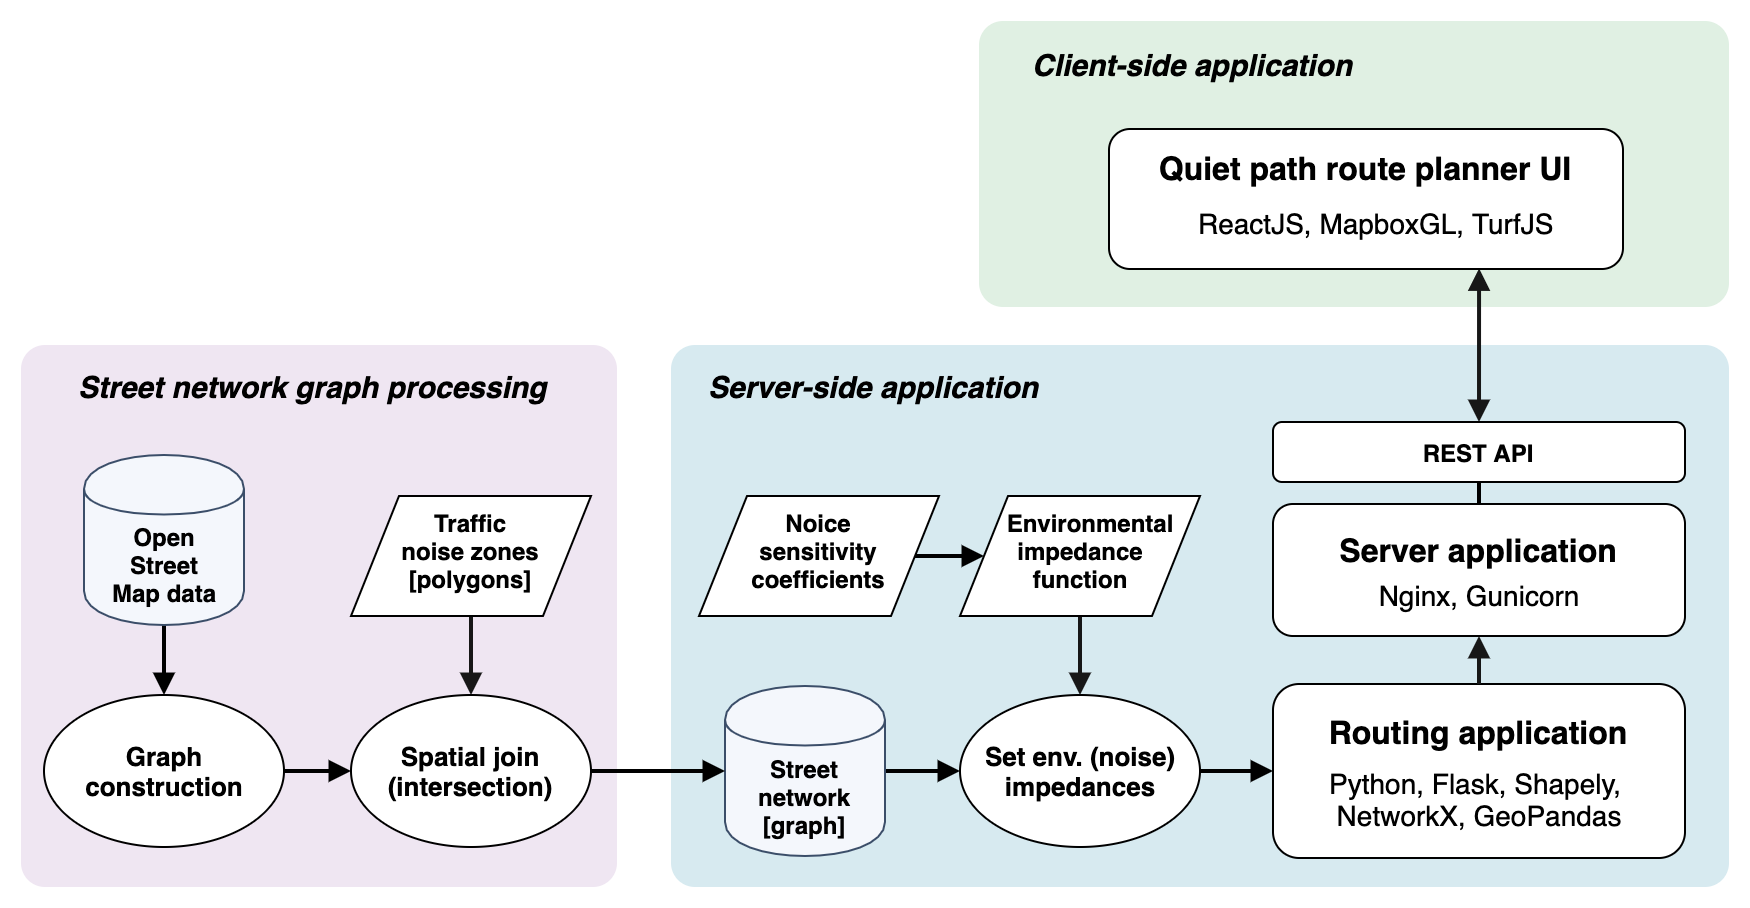 Client-side application
Quiet path route planner UI
ReactJS, MapboxGL, TurfJS
Street network graph processing
Open
Street
Map data
Traffic
noise zones
[polygons]
Graph
construction
Spatial join
(intersection)
Server-side application
Noice
sensitivity
coefficients
Environmental
impedance
function
Street
network
[graph]
Set env. (noise)
impedances
REST API
Server application
Nginx, Gunicorn
Routing application
Python, Flask, Shapely,
NetworkX, GeoPandas